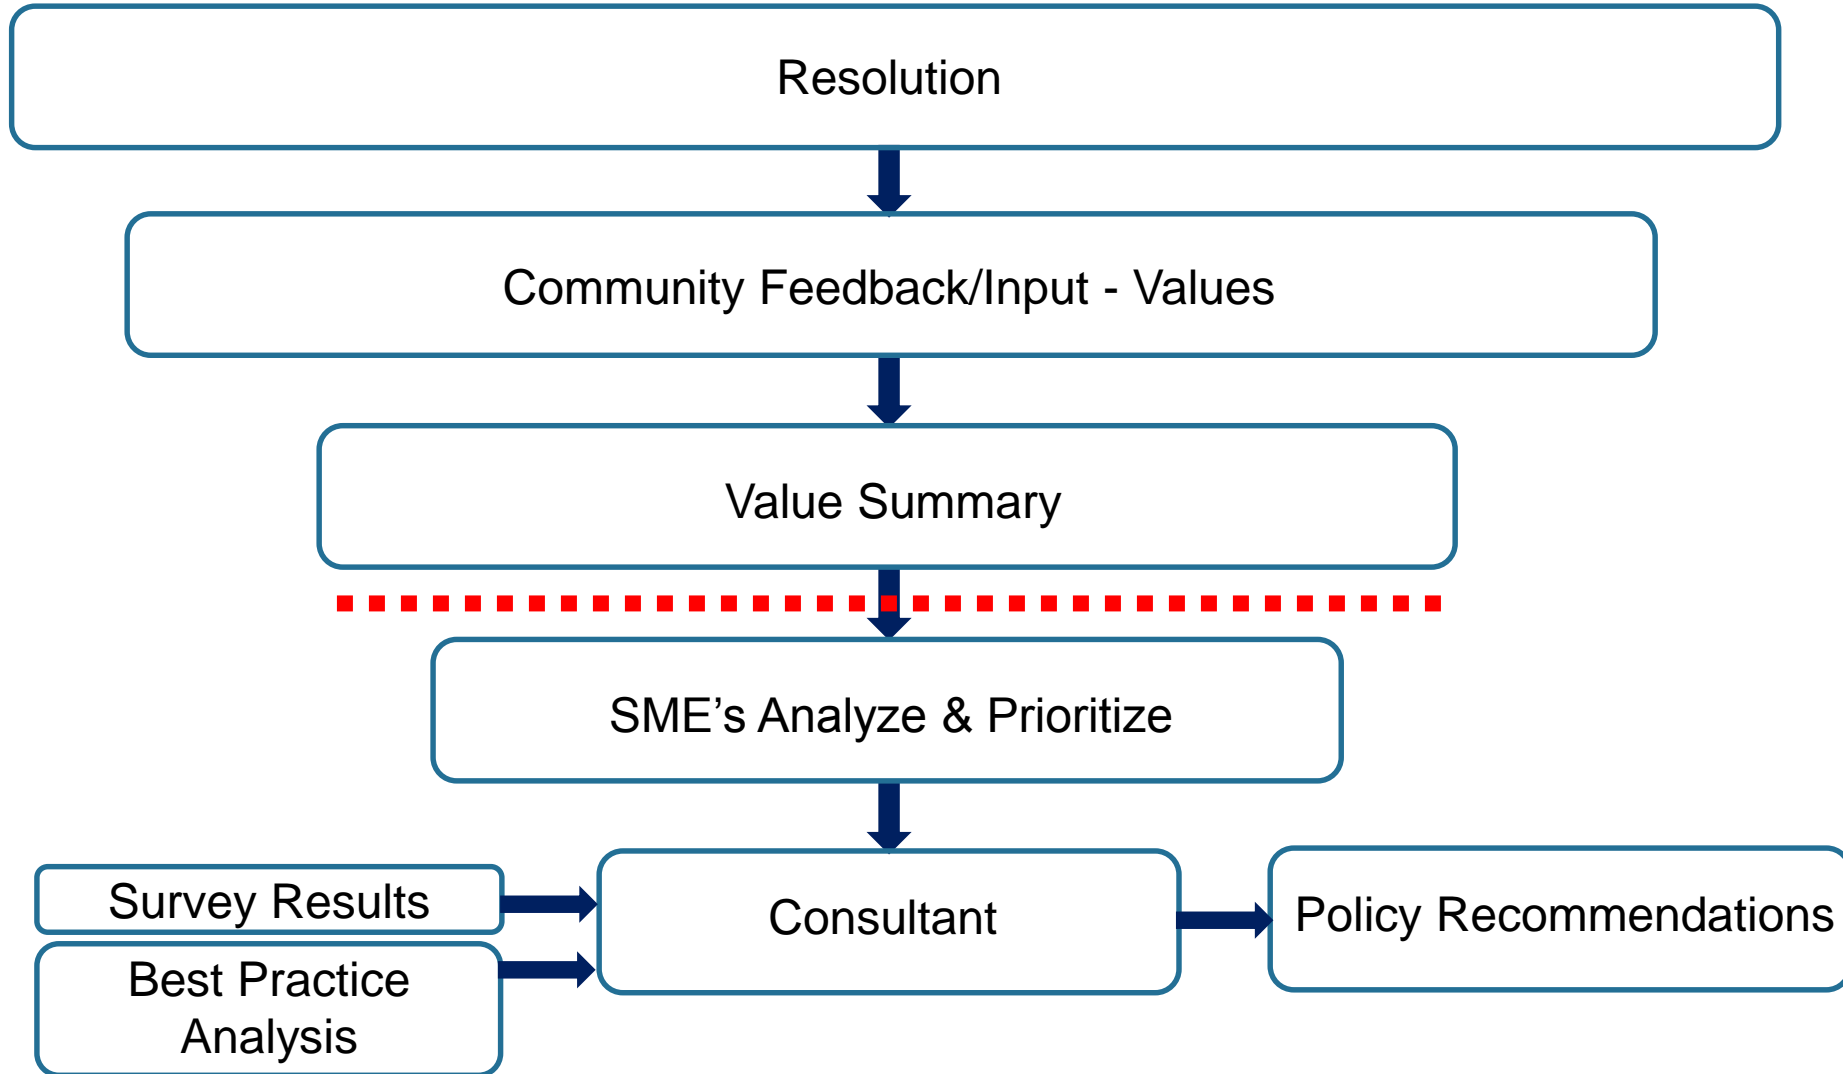 Resolution
Community Feedback/Input - Values
Value Summary
SME’s Analyze & Prioritize
Survey Results
Consultant
Policy Recommendations
Best Practice
Analysis